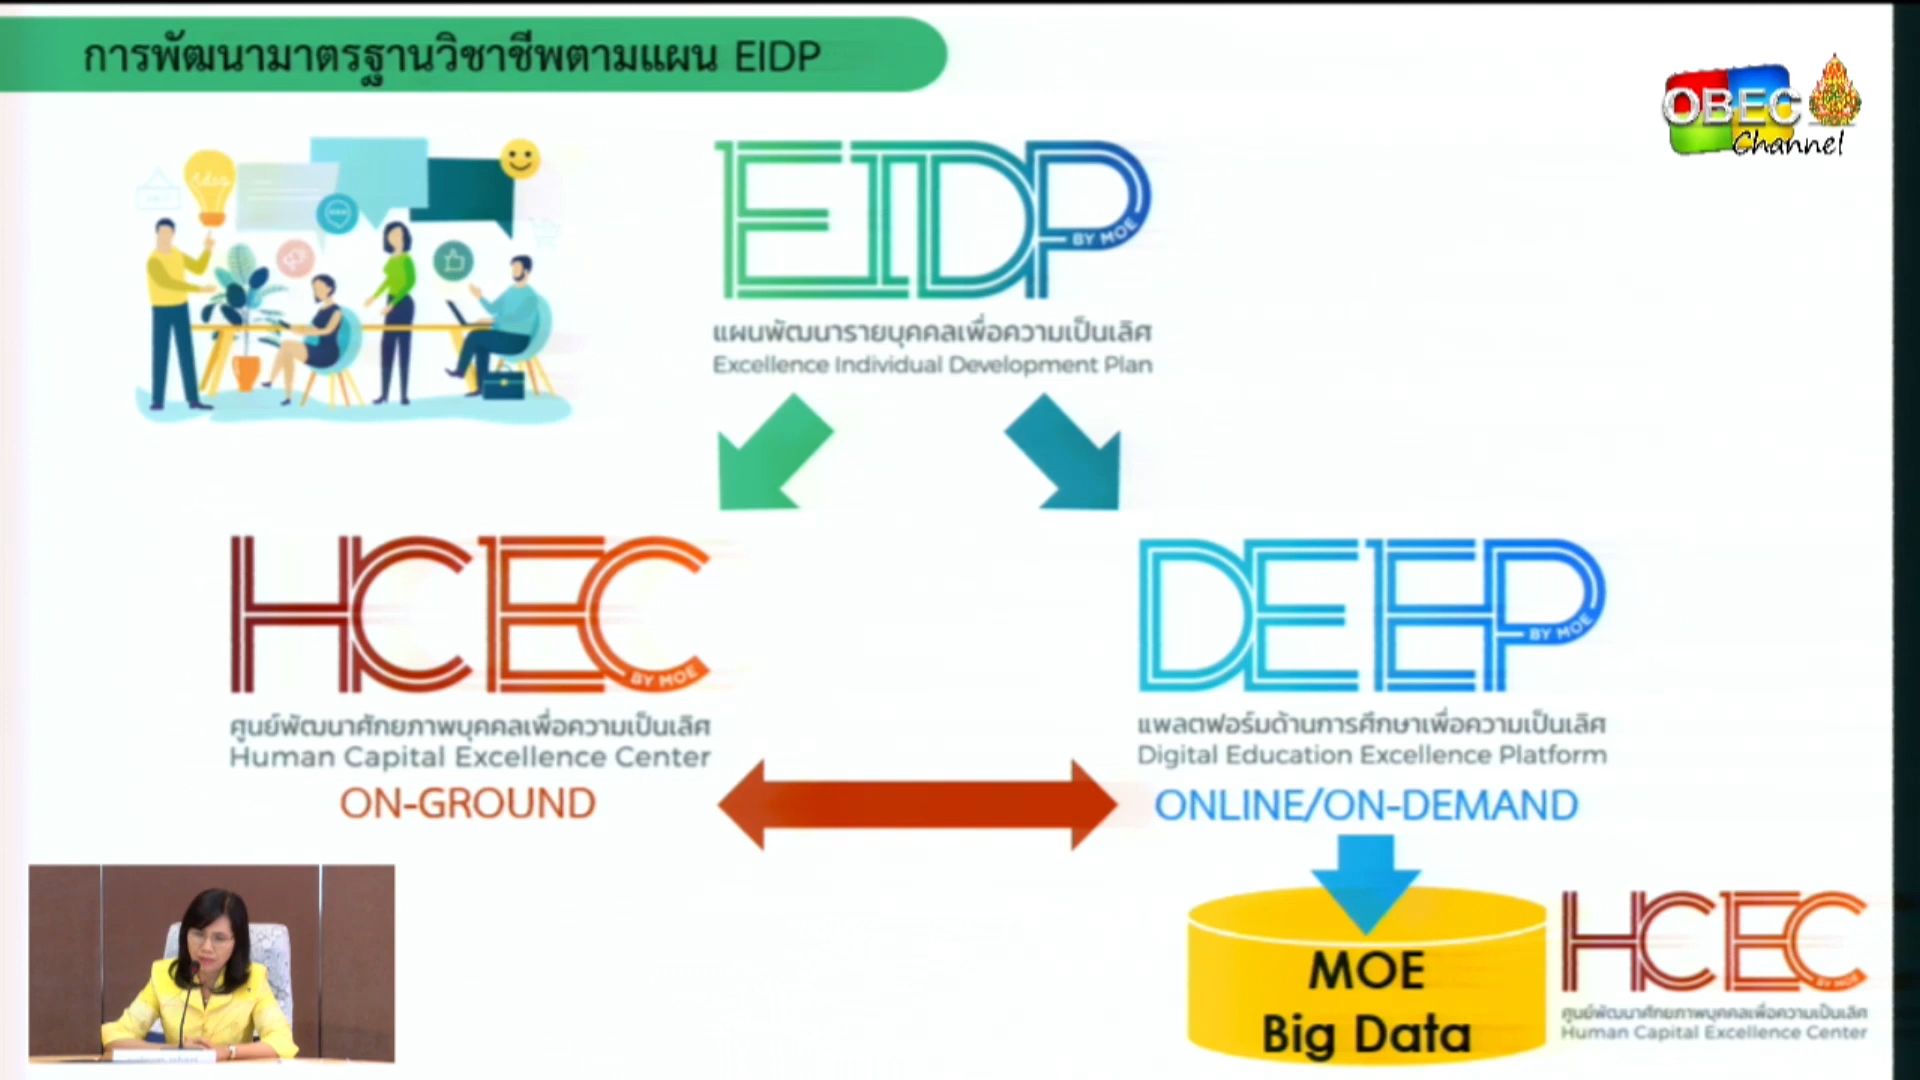 การพัฒนามาตรฐานวิชาชีพตามแผน EIDP
OBEC
Channel
Idea
EIDP
BY MOE
แผนพัฒนารายบุคคลเพื่อความเป็นเลิศ
Excellence Individual Development Plan
HCEC
BY MOE
ศูนย์พัฒนาศักยภาพบุคคลเพื่อความเป็นเลิศ
Human Capital Excellence Center
ON-GROUND
DEEP
BY MOE
แพลตฟอร์มด้านการศึกษาเพื่อความเป็นเลิศ
Digital Education Excellence Platform
ONLINE/ON-DEMAND
MOE
Big Data
HCEC
BY MOE
ศูนย์พัฒนาศักยภาพบุคคลเพื่อความเป็นเลิศ
Human Capital Excellence Center